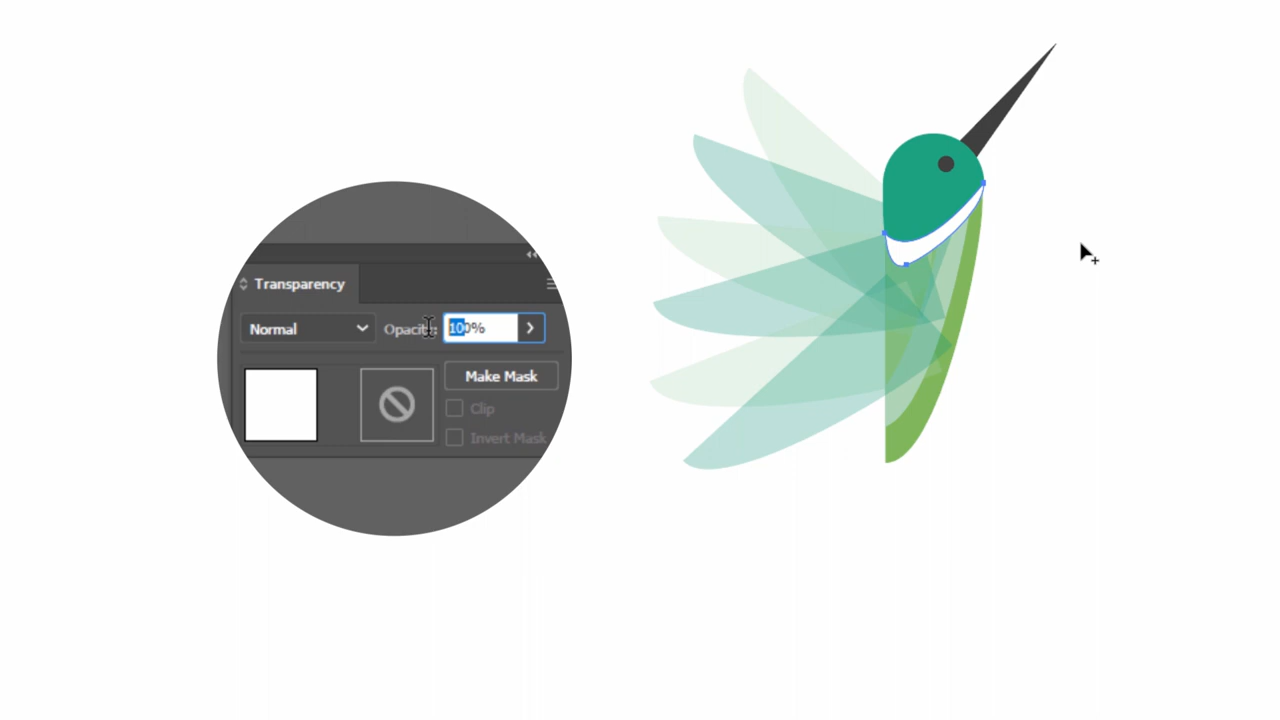 Transparency
Normal Opacity: 100%
Make Mask
Clip
Invert Mask